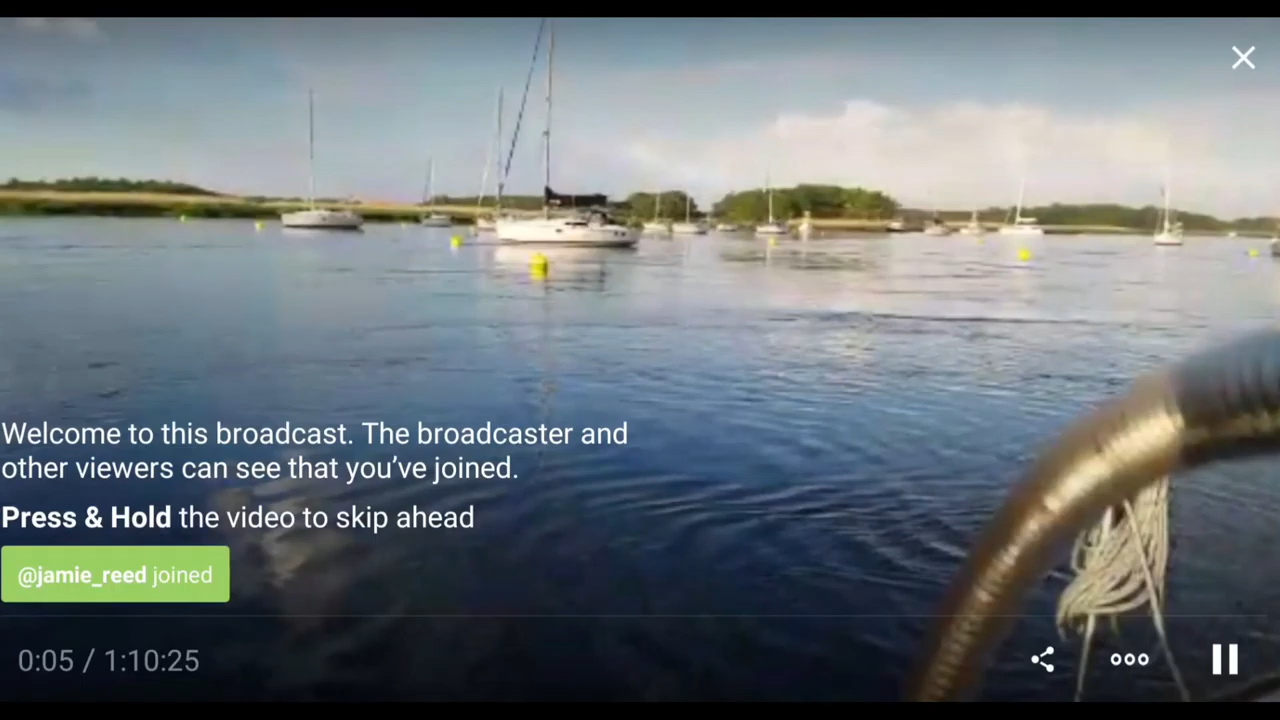 Welcome to this broadcast. The broadcaster and
other viewers can see that you’ve joined.
Press & Hold the video to skip ahead
@jamie_reed joined
0:05 / 1:10:25